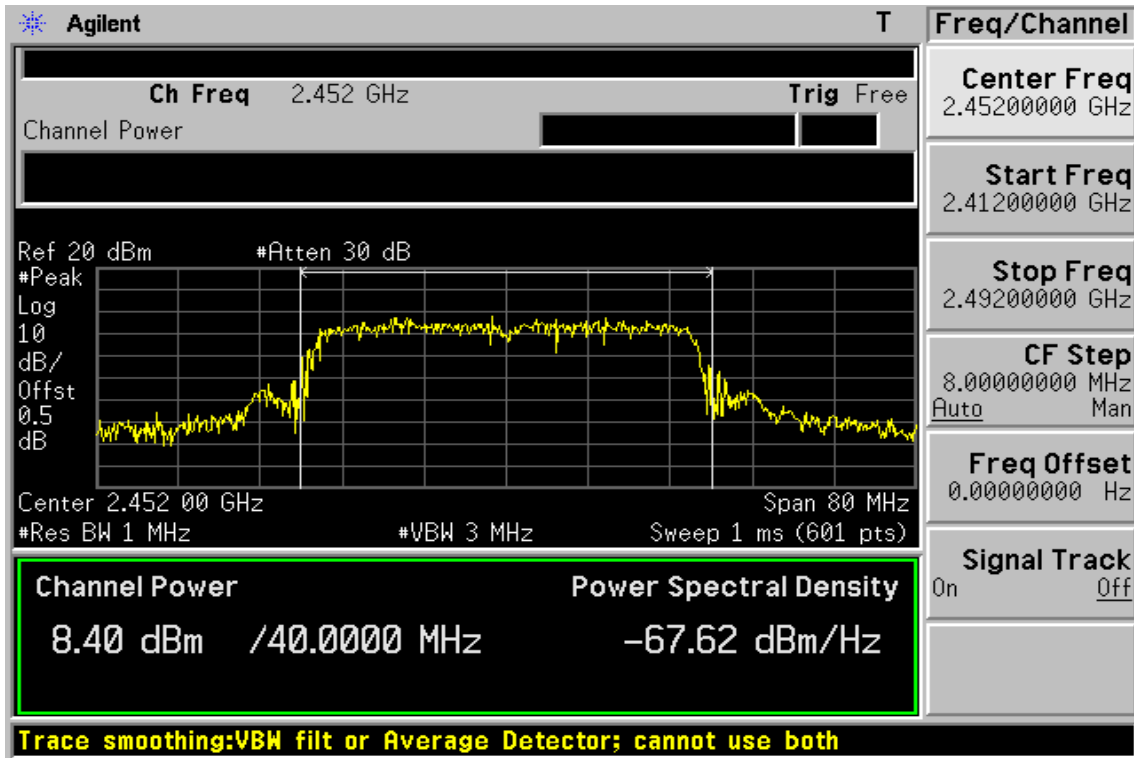 Agilent T
Freq/Channel
Ch Freq 2.452 GHz Trig Free
Channel Power
Center Freq
2.45200000 GHz
Start Freq
2.41200000 GHz
Stop Freq
2.49200000 GHz
CF Step
8.00000000 MHz
Auto Man
Freq Offset
0.00000000 Hz
Signal Track
On Off
Ref 20 dBm #Atten 30 dB
#Peak
Log
10
dB/
Offst
0.5
dB
Center 2.452 00 GHz Span 80 MHz
#Res BW 1 MHz #VBW 3 MHz Sweep 1 ms (601 pts)
Channel Power Power Spectral Density
8.40 dBm /40.0000 MHz -67.62 dBm/Hz
Trace smoothing:VBW filt or Average Detector; cannot use both